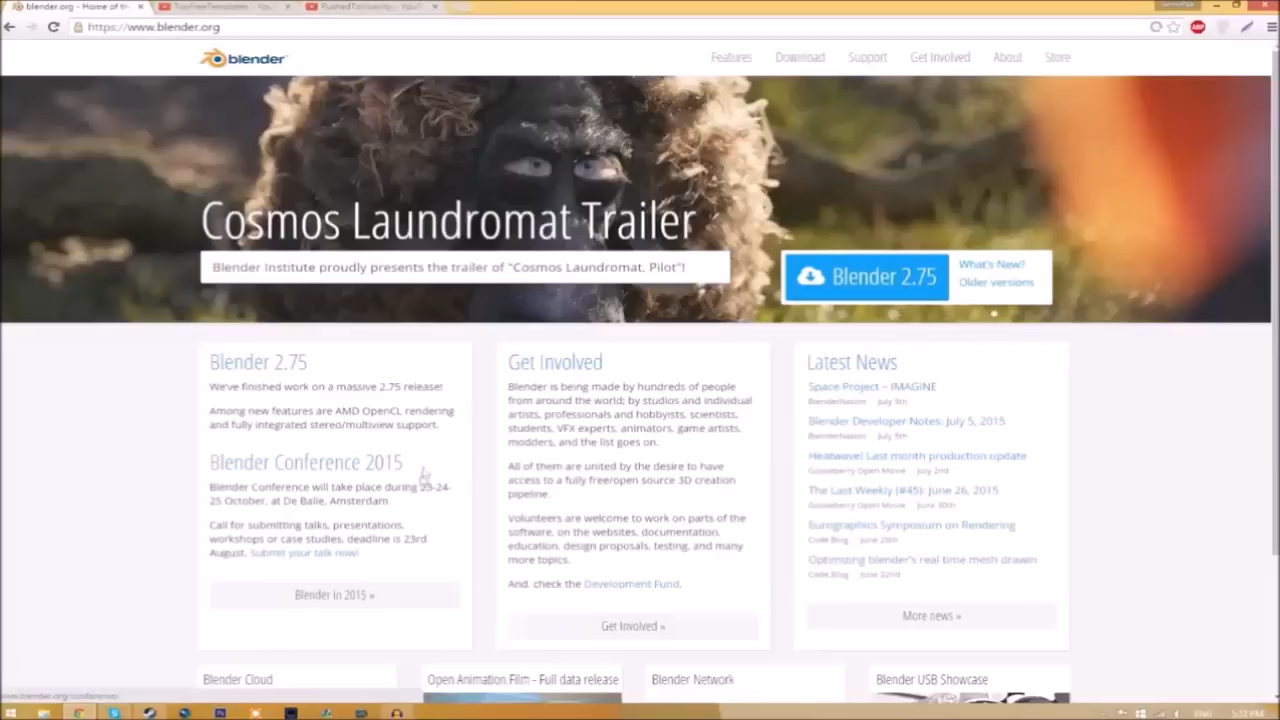 blender.org - Home of th
https://www.blender.org
blender
Features
Download
Support
Get Involved
About
Store
Cosmos Laundromat Trailer
Blender Institute proudly presents the trailer of "Cosmos Laundromat. Pilot"!
Blender 2.75
What's New?
Older versions
Blender 2.75
We've finished work on a massive 2.75 release!
Among new features are AMD OpenCL rendering
and fully integrated stereo/multiview support.
Blender Conference 2015
Blender Conference will take place during 23-24-
25 October, at De Balie, Amsterdam.
Call for submitting talks, presentations,
workshops or case studies, deadline is 23rd
August. Submit your talk now!
Blender in 2015 »
Get Involved
Blender is being made by hundreds of people
from around the world; by studios and individual
artists, professionals and hobbyists, scientists,
students, VFX experts, animators, game artists,
modders, and the list goes on.
All of them are united by the desire to have
access to a fully free/open source 3D creation
pipeline.
Volunteers are welcome to work on parts of the
software, on the websites, documentation,
education, design proposals, testing, and many
more topics.
And, check the Development Fund.
Get Involved »
Latest News
Space Project – IMAGINE
BlenderNation July 5th
Blender Developer Notes: July 5, 2015
BlenderNation July 5th
Heatwave! Last month production update
Gooseberry Open Movie July 2nd
The Last Weekly (#45): June 26, 2015
Gooseberry Open Movie June 30th
Eurographics Symposium on Rendering
Code Blog June 25th
Optimizing blender's real time mesh drawin
Code Blog June 22nd
More news »
Blender Cloud
Open Animation Film - Full data release
Blender Network
Blender USB Showcase
www.blender.org/conference/
ENG
5:22 PM